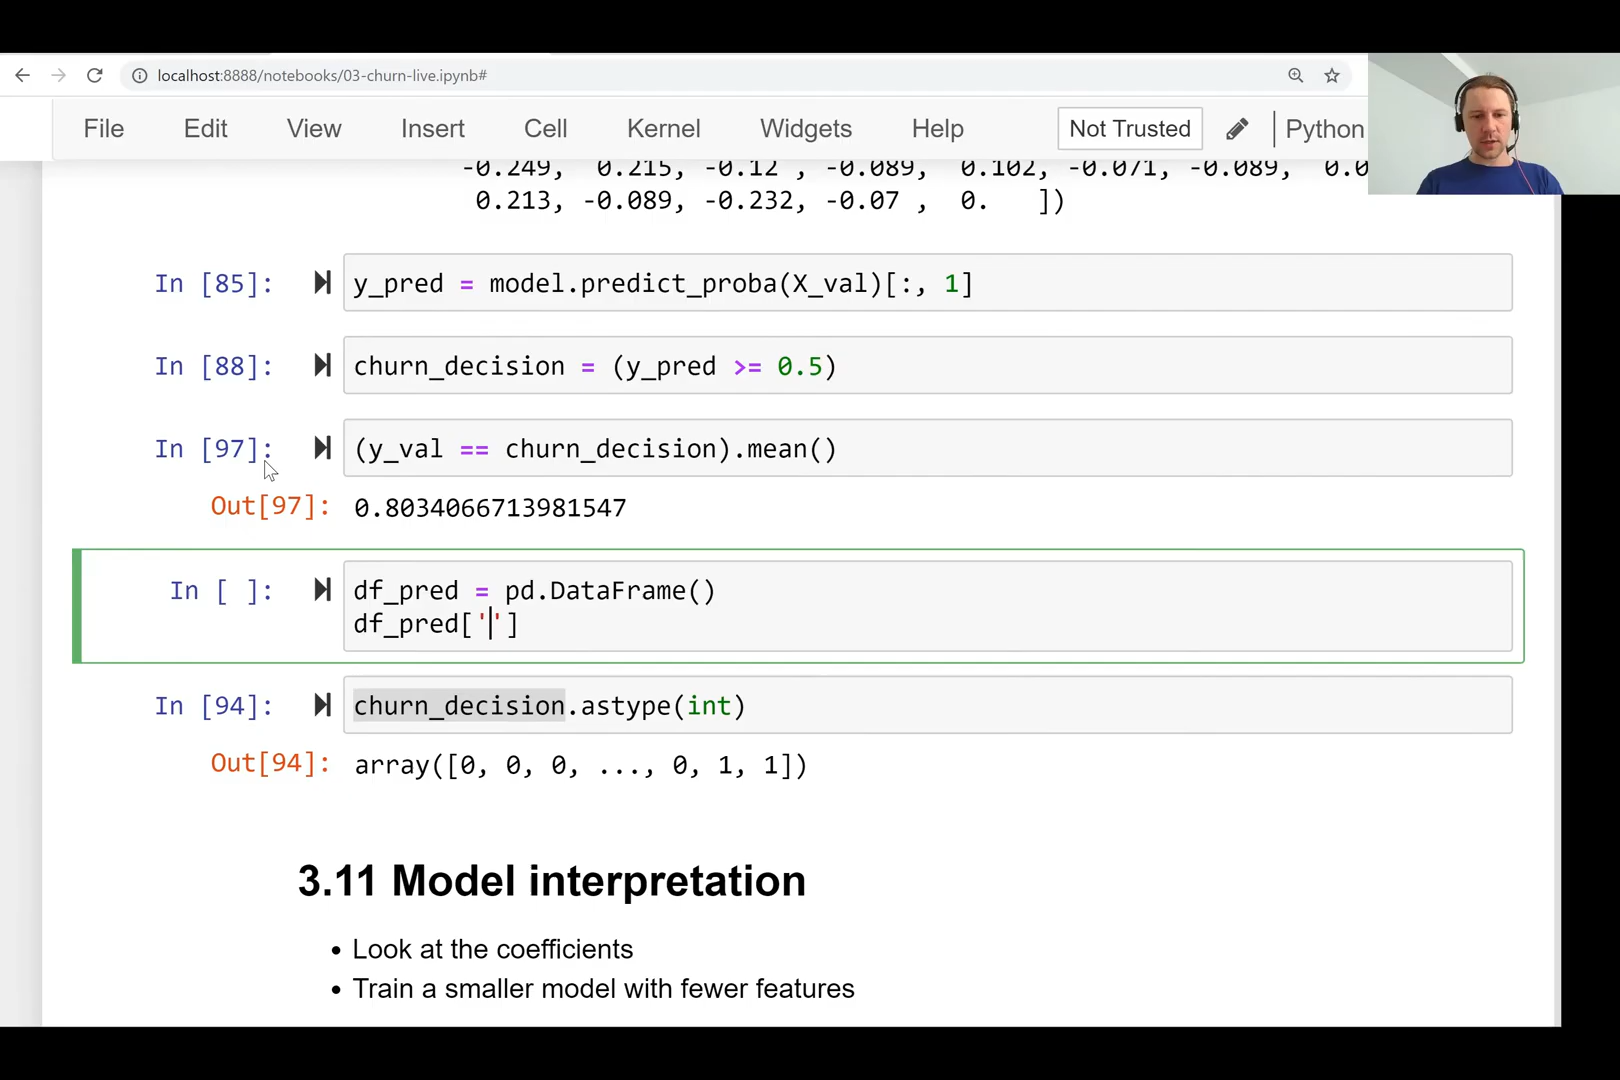 localhost:8888/notebooks/03-churn-live.ipynb#
File Edit View Insert Cell Kernel Widgets Help Not Trusted Python
-0.249, 0.215, -0.12 , -0.089, 0.102, -0.071, -0.089, 0.0
0.213, -0.089, -0.232, -0.07 , 0. ])
In [85]: y_pred = model.predict_proba(X_val)[:, 1]
In [88]: churn_decision = (y_pred >= 0.5)
In [97]: (y_val == churn_decision).mean()
Out[97]: 0.8034066713981547
In [ ]: df_pred = pd.DataFrame()
df_pred['']
In [94]: churn_decision.astype(int)
Out[94]: array([0, 0, 0, ..., 0, 1, 1])
3.11 Model interpretation
• Look at the coefficients
• Train a smaller model with fewer features